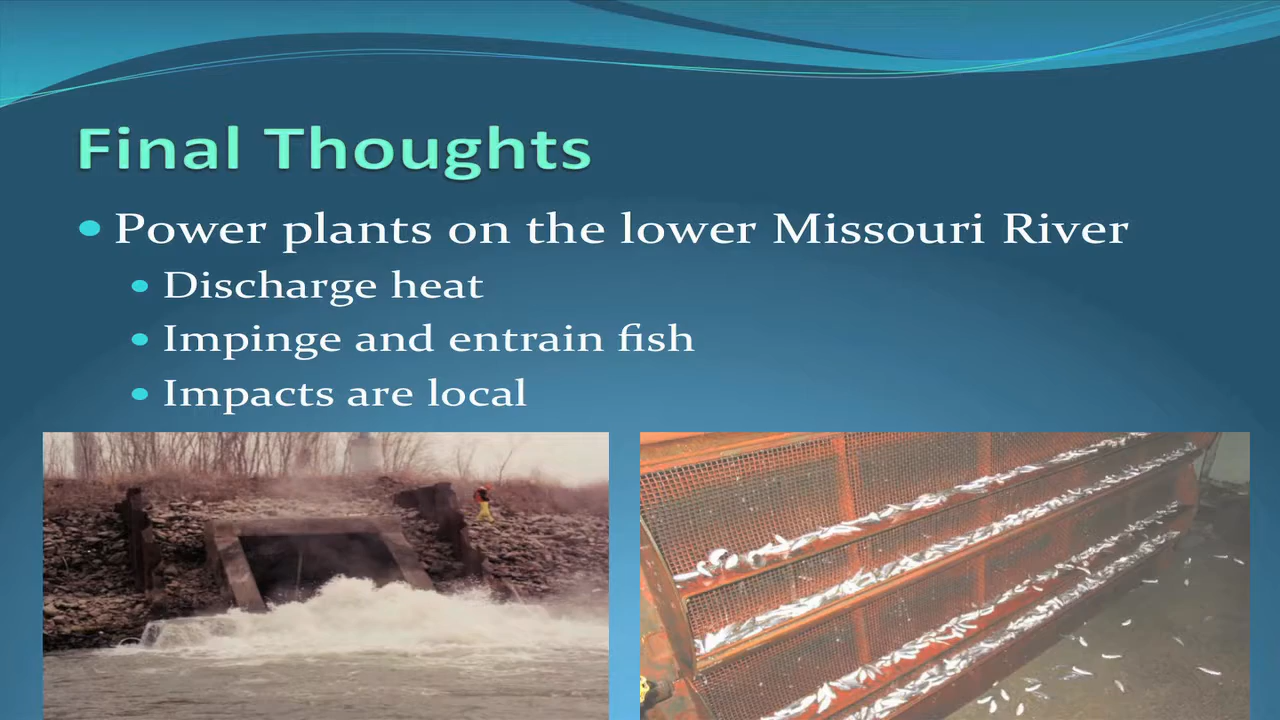 Final Thoughts
Power plants on the lower Missouri River
Discharge heat
Impinge and entrain fish
Impacts are local